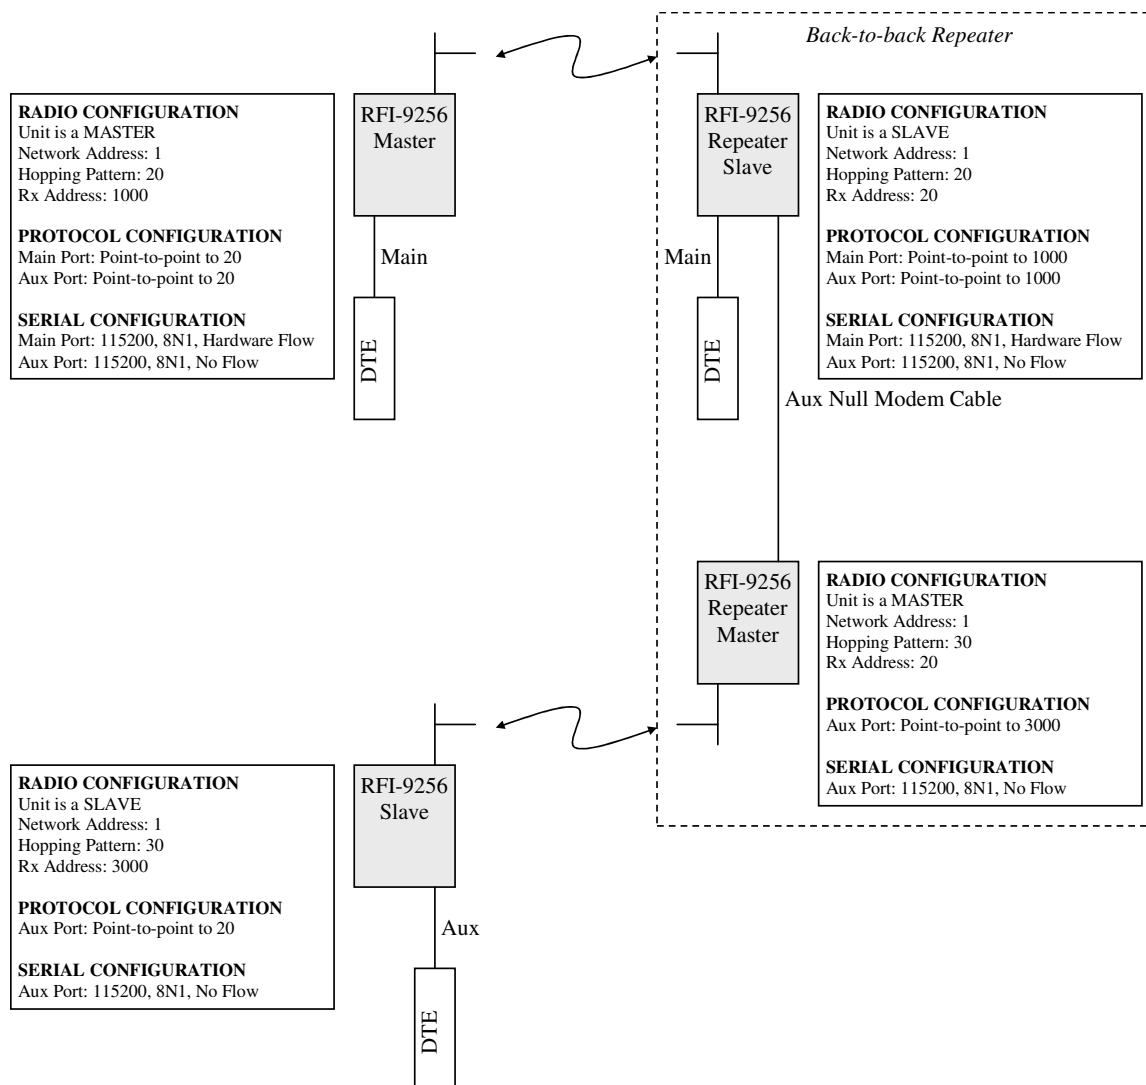 Back-to-back Repeater
RADIO CONFIGURATION
Unit is a MASTER
Network Address: 1
Hopping Pattern: 20
Rx Address: 1000
PROTOCOL CONFIGURATION
Main Port: Point-to-point to 20
Aux Port: Point-to-point to 20
SERIAL CONFIGURATION
Main Port: 115200, 8N1, Hardware Flow
Aux Port: 115200, 8N1, No Flow
RFI-9256
Master
Main
DTE
RFI-9256
Repeater
Slave
Main
DTE
RADIO CONFIGURATION
Unit is a SLAVE
Network Address: 1
Hopping Pattern: 20
Rx Address: 20
PROTOCOL CONFIGURATION
Main Port: Point-to-point to 1000
Aux Port: Point-to-point to 1000
SERIAL CONFIGURATION
Main Port: 115200, 8N1, Hardware Flow
Aux Port: 115200, 8N1, No Flow
Aux Null Modem Cable
RFI-9256
Repeater
Master
RADIO CONFIGURATION
Unit is a MASTER
Network Address: 1
Hopping Pattern: 30
Rx Address: 20
PROTOCOL CONFIGURATION
Aux Port: Point-to-point to 3000
SERIAL CONFIGURATION
Aux Port: 115200, 8N1, No Flow
RADIO CONFIGURATION
Unit is a SLAVE
Network Address: 1
Hopping Pattern: 30
Rx Address: 3000
PROTOCOL CONFIGURATION
Aux Port: Point-to-point to 20
SERIAL CONFIGURATION
Aux Port: 115200, 8N1, No Flow
RFI-9256
Slave
Aux
DTE